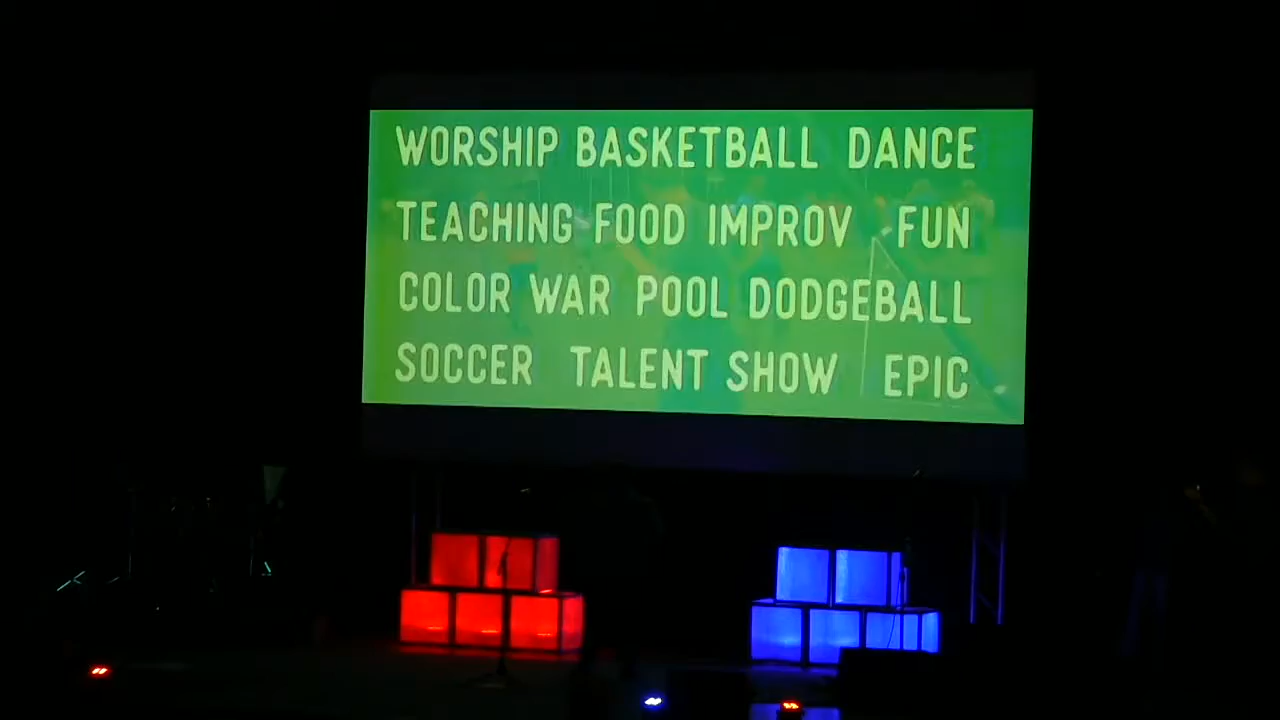 WORSHIP BASKETBALL DANCE
TEACHING FOOD IMPROV FUN
COLOR WAR POOL DODGEBALL
SOCCER TALENT SHOW EPIC